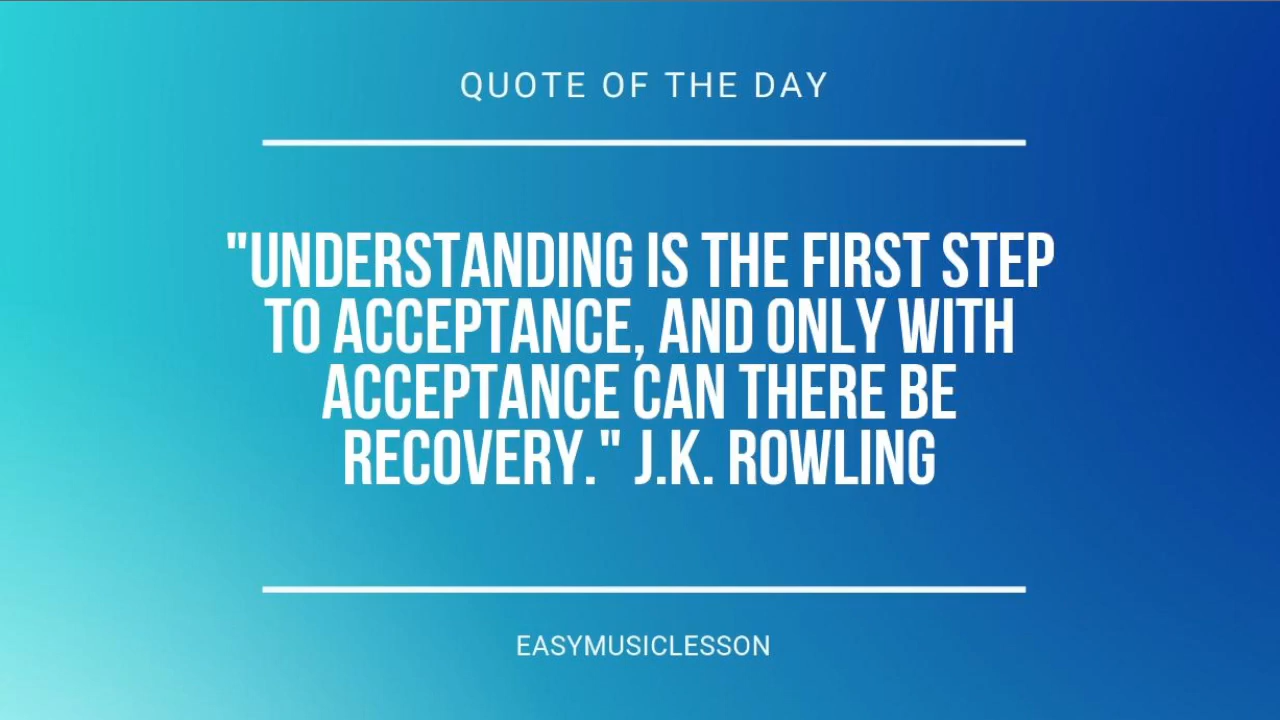 QUOTE OF THE DAY
"UNDERSTANDING IS THE FIRST STEP
TO ACCEPTANCE, AND ONLY WITH
ACCEPTANCE CAN THERE BE
RECOVERY." J.K. ROWLING
EASYMUSICLESSON